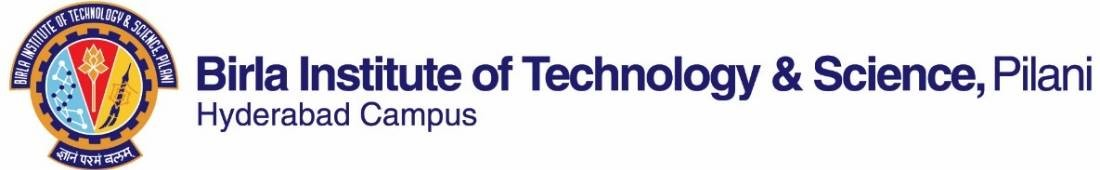 BIRLA INSTITUTE OF TECHNOLOGY & SCIENCE, PILANI
ज्ञानं परमं बलम्
Birla Institute of Technology & Science, Pilani
Hyderabad Campus